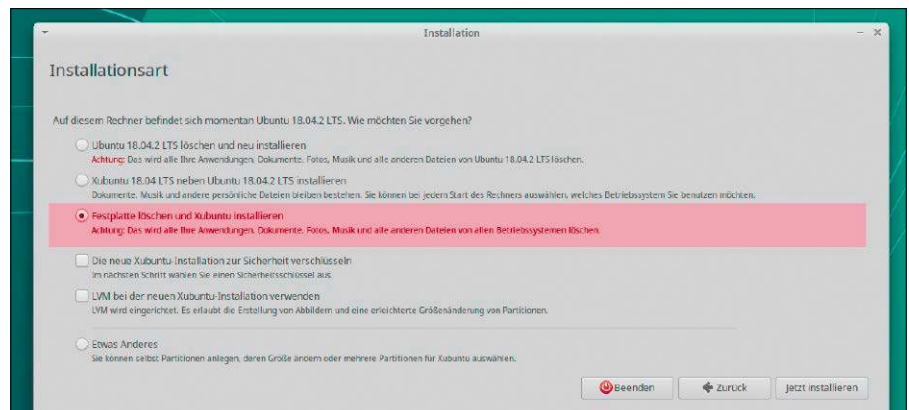 Installation
Installationsart
Auf diesem Rechner befindet sich momentan Ubuntu 18.04.2 LTS. Wie möchten Sie vorgehen?
Ubuntu 18.04.2 LTS löschen und neu installieren
Achtung: Das wird alle Ihre Anwendungen, Dokumente, Fotos, Musik und alle anderen Dateien von Ubuntu 18.04.2 LTS löschen.
Xubuntu 18.04 LTS neben Ubuntu 18.04.2 LTS installieren
Dokumente, Musik und andere persönliche Dateien bleiben bestehen. Sie können bei jedem Start des Rechners auswählen, welches Betriebssystem Sie benutzen möchten.
Festplatte löschen und Xubuntu installieren
Achtung: Das wird alle Ihre Anwendungen, Dokumente, Fotos, Musik und alle anderen Dateien von allen Betriebssystemen löschen.
Die neue Xubuntu-Installation zur Sicherheit verschlüsseln
Im nächsten Schritt wählen Sie einen Sicherheitsschlüssel aus.
LVM bei der neuen Xubuntu-Installation verwenden
LVM wird eingerichtet. Es erlaubt die Erstellung von Abbildern und eine erleichterte Größenänderung von Partitionen.
Etwas Anderes
Sie können selbst Partitionen anlegen, deren Größe ändern oder mehrere Partitionen für Xubuntu auswählen.
Beenden
Zurück
Jetzt installieren